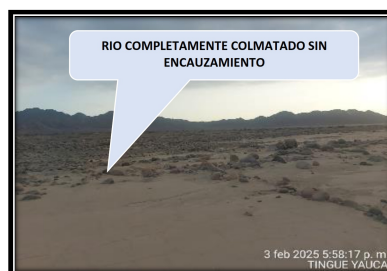 RIO COMPLETAMENTE COLMATADO SIN
ENCAUZAMIENTO
3 feb 2025 5:58:17 p. m
TINGUE YAUCA